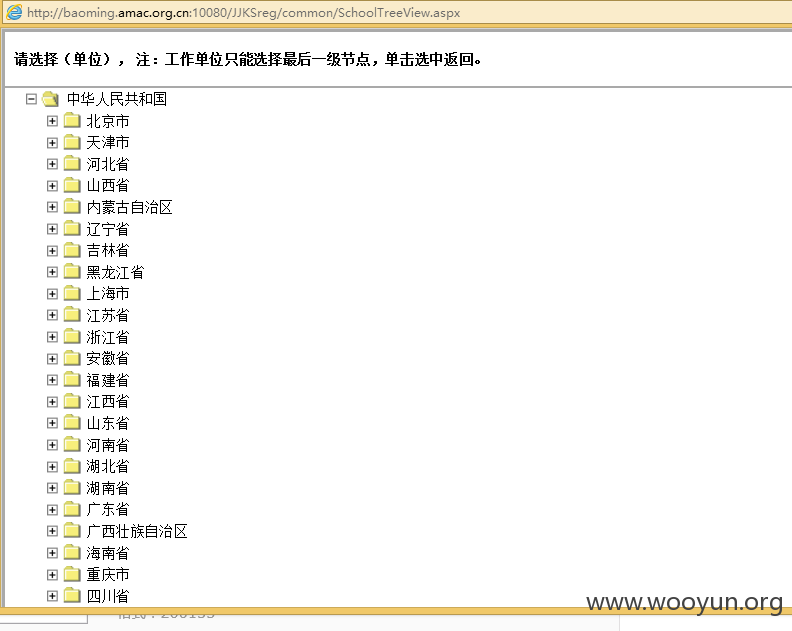 http://baoming.amac.org.cn:10080/JJKSreg/common/SchoolTreeView.aspx
请选择（单位），注：工作单位只能选择最后一级节点，单击选中返回。
中华人民共和国
北京市
天津市
河北省
山西省
内蒙古自治区
辽宁省
吉林省
黑龙江省
上海市
江苏省
浙江省
安徽省
福建省
江西省
山东省
河南省
湖北省
湖南省
广东省
广西壮族自治区
海南省
重庆市
四川省
www.wooyun.org